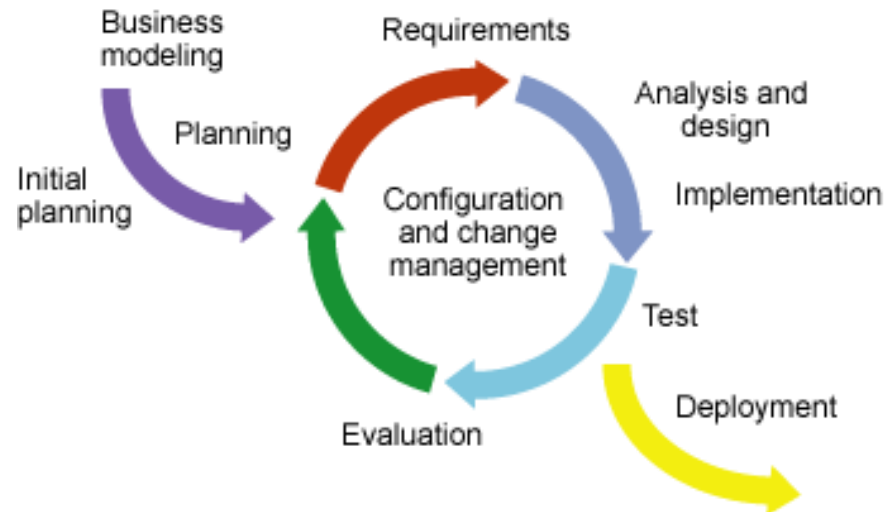 Business
modeling
Requirements
Planning
Analysis and
design
Initial
planning
Configuration
and change
management
Implementation
Test
Deployment
Evaluation